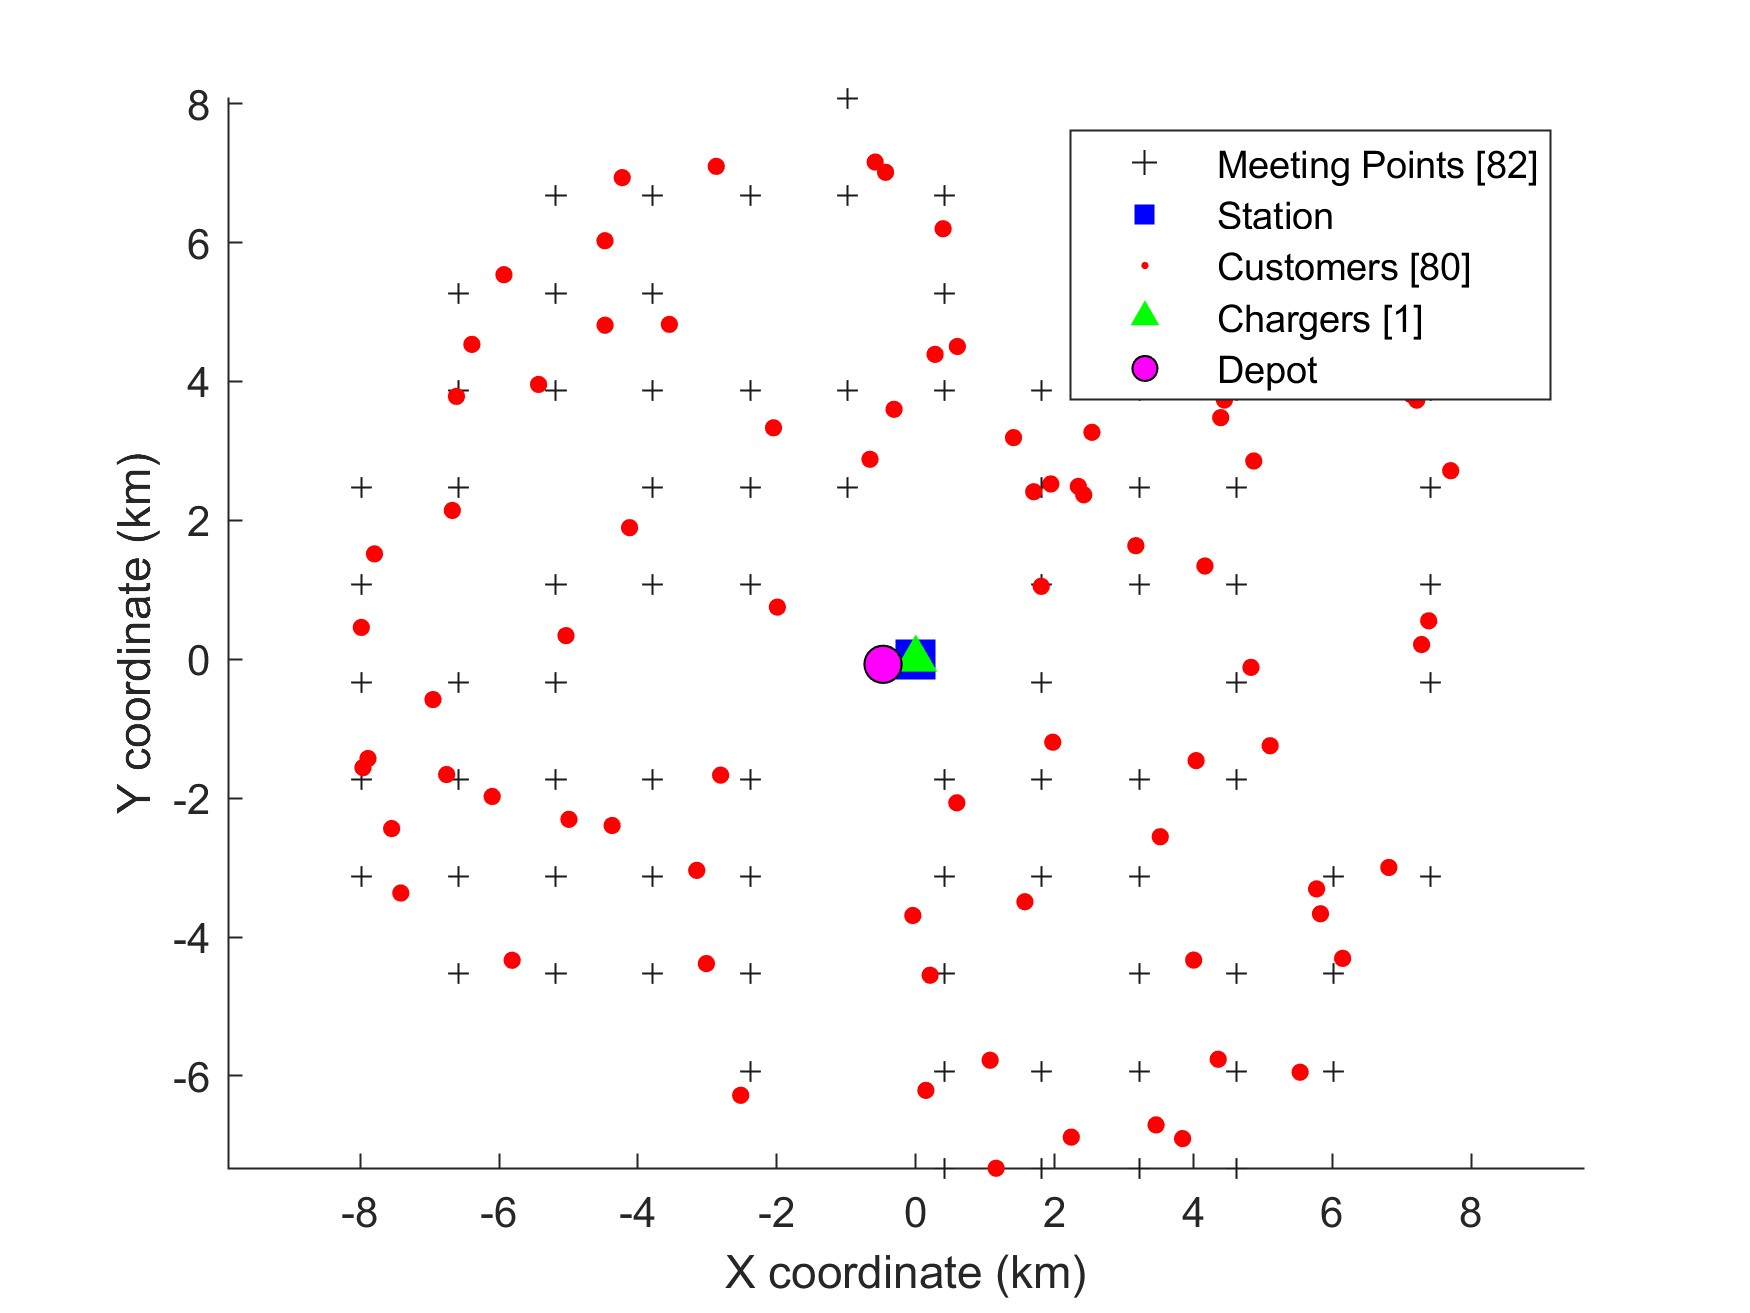 8
6
4
2
0
-2
-4
-6
Y coordinate (km)
Meeting Points [82]
Station
Customers [80]
Chargers [1]
Depot
-8 -6 -4 -2 0 2 4 6 8
X coordinate (km)